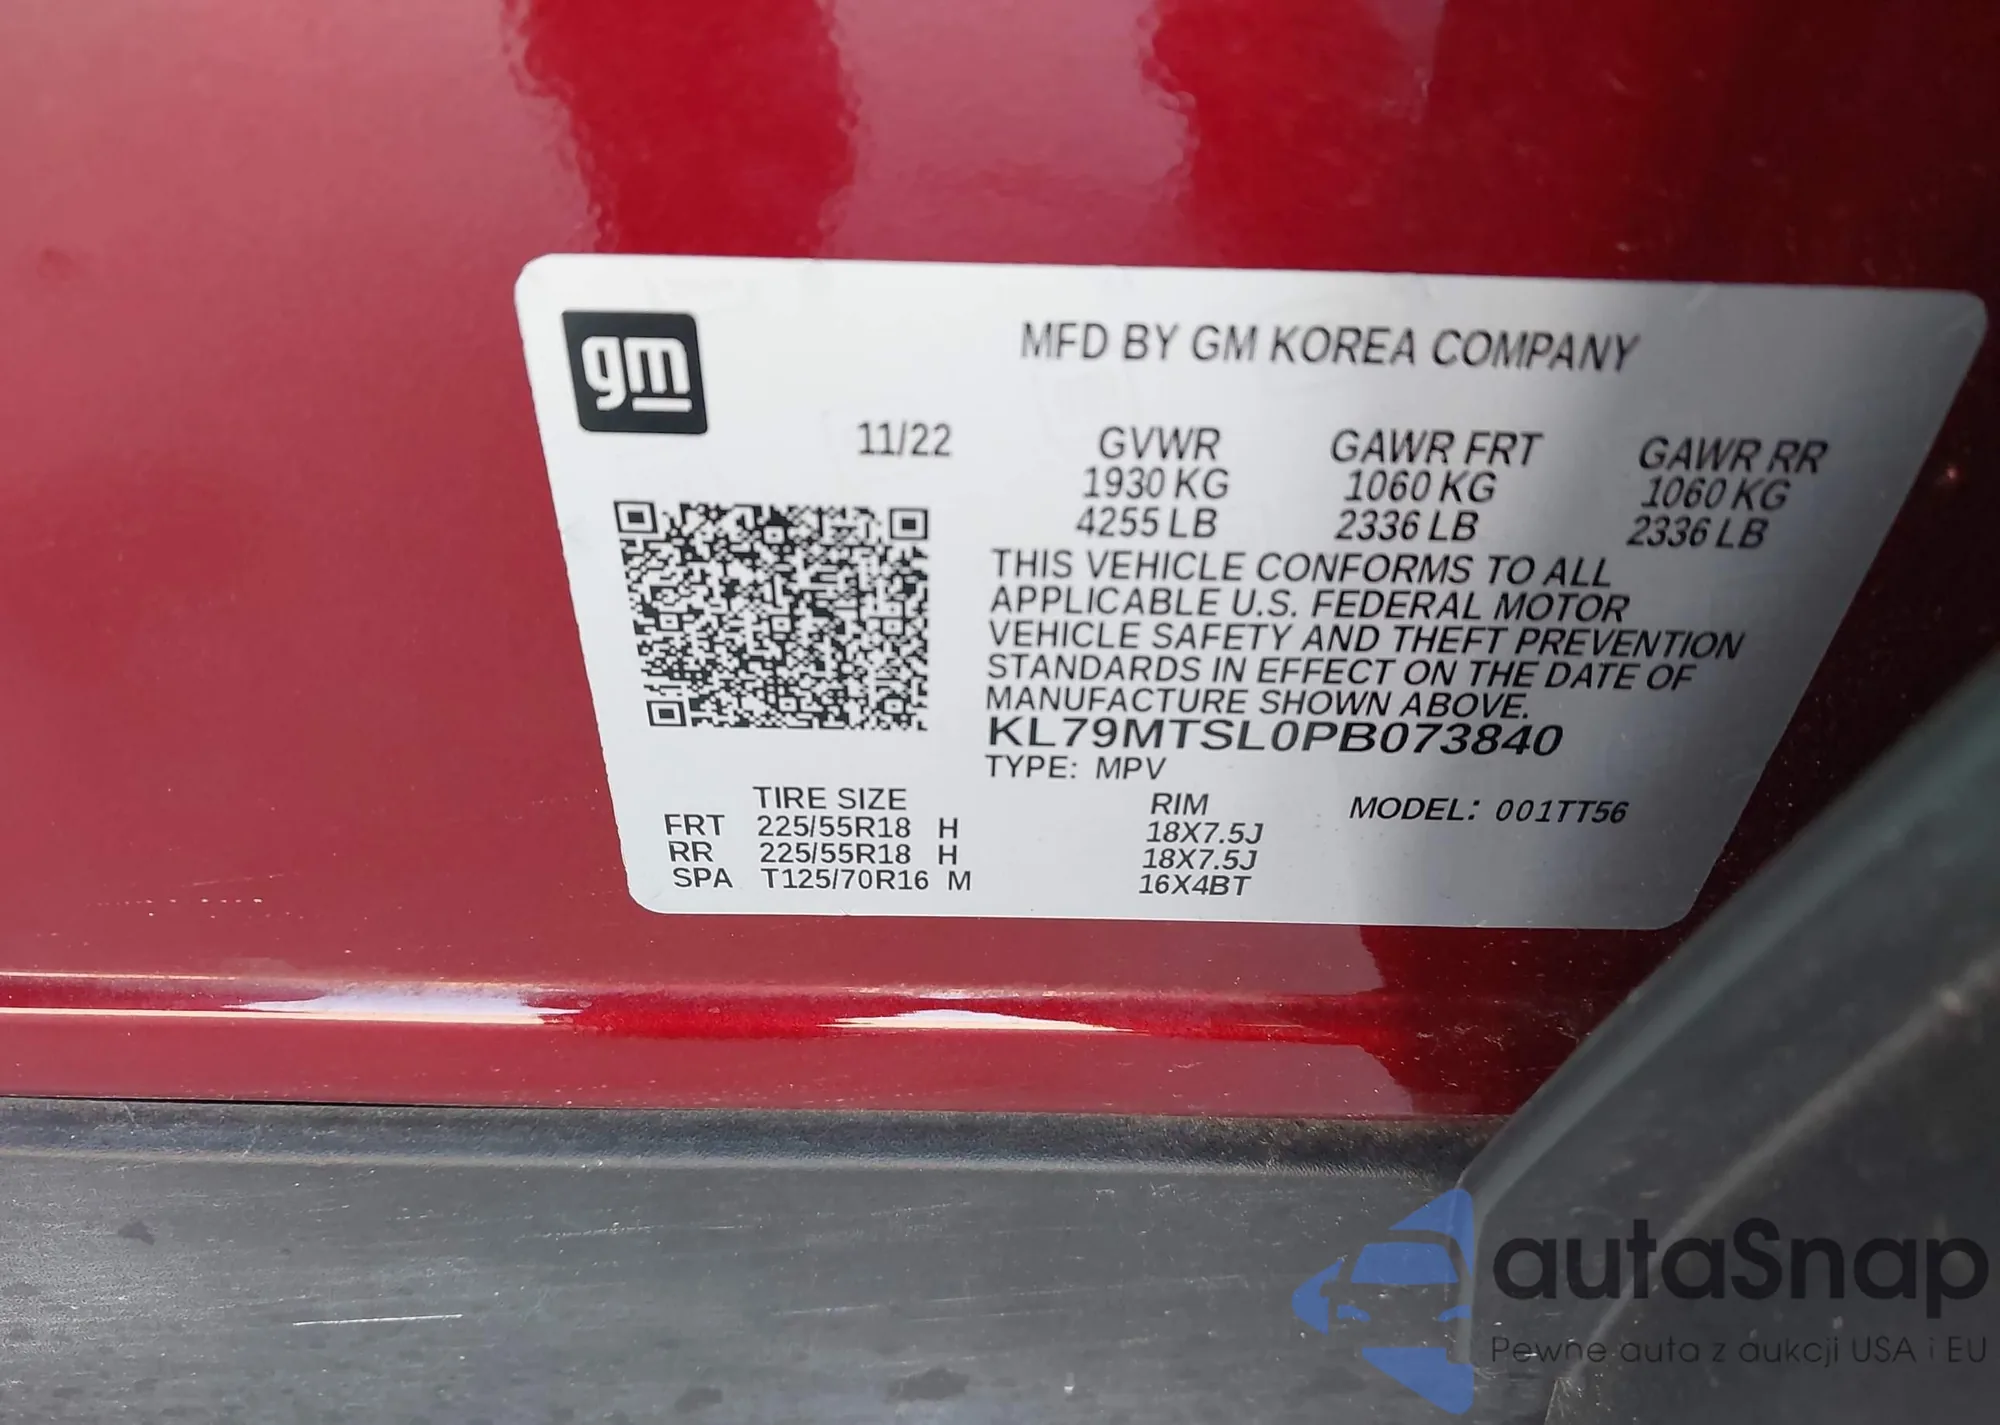 gm
MFD BY GM KOREA COMPANY
11/22 GVWR GAWR FRT GAWR RR
1930 KG 1060 KG 1060 KG
4255 LB 2336 LB 2336 LB
THIS VEHICLE CONFORMS TO ALL
APPLICABLE U.S. FEDERAL MOTOR
VEHICLE SAFETY AND THEFT PREVENTION
STANDARDS IN EFFECT ON THE DATE OF
MANUFACTURE SHOWN ABOVE.
KL79MTSL0PB073840
TYPE: MPV
TIRE SIZE RIM MODEL: 001TT56
FRT 225/55R18 H 18X7.5J
RR 225/55R18 H 18X7.5J
SPA T125/70R16 M 16X4BT
autaSnap
Pewne auta z aukcji USA i EU